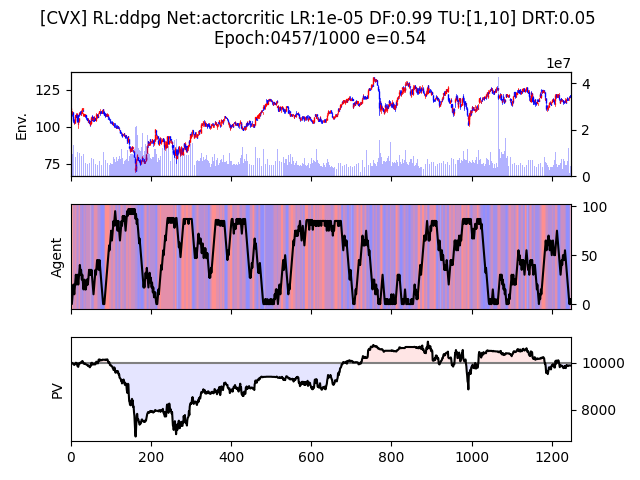 [CVX] RL:ddpg Net:actorcritic LR:1e-05 DF:0.99 TU:[1,10] DRT:0.05
Epoch:0457/1000 e=0.54
1e7
Env.
125
100
75
4
2
0
Agent
100
50
0
PV
10000
8000
0 200 400 600 800 1000 1200